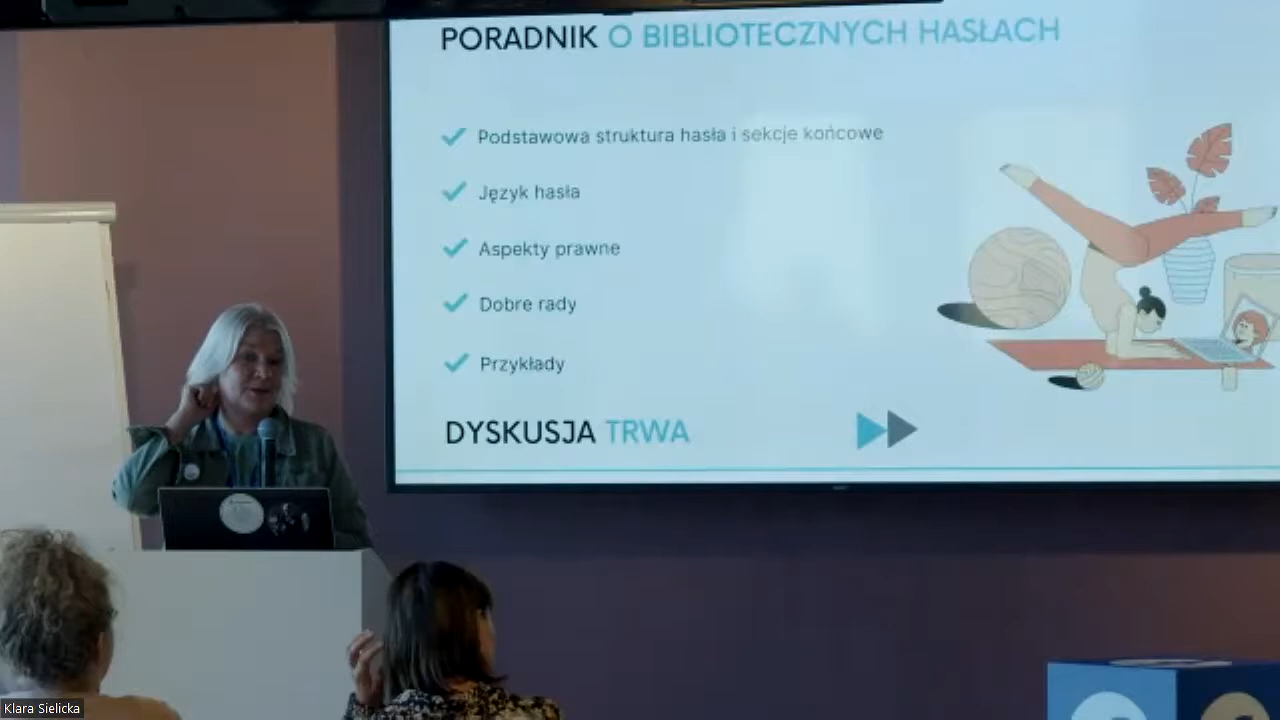 PORADNIK O BIBLIOTECZNYCH HASŁACH
Podstawowa struktura hasła i sekcje końcowe
Język hasła
Aspekty prawne
Dobre rady
Przykłady
DYSKUSJA TRWA
Klara Sielicka